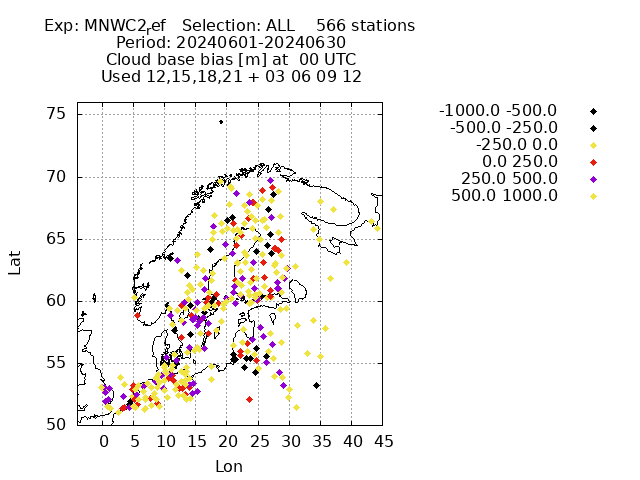 Exp: MNWC2ref   Selection: ALL    566 stations
Period: 20240601-20240630
Cloud base bias [m] at  00 UTC
Used 12,15,18,21 + 03 06 09 12
-1000.0 -500.0
-500.0 -250.0
-250.0 0.0
0.0 250.0
250.0 500.0
500.0 1000.0
75
70
65
60
55
50
Lat
0 5 10 15 20 25 30 35 40 45
Lon